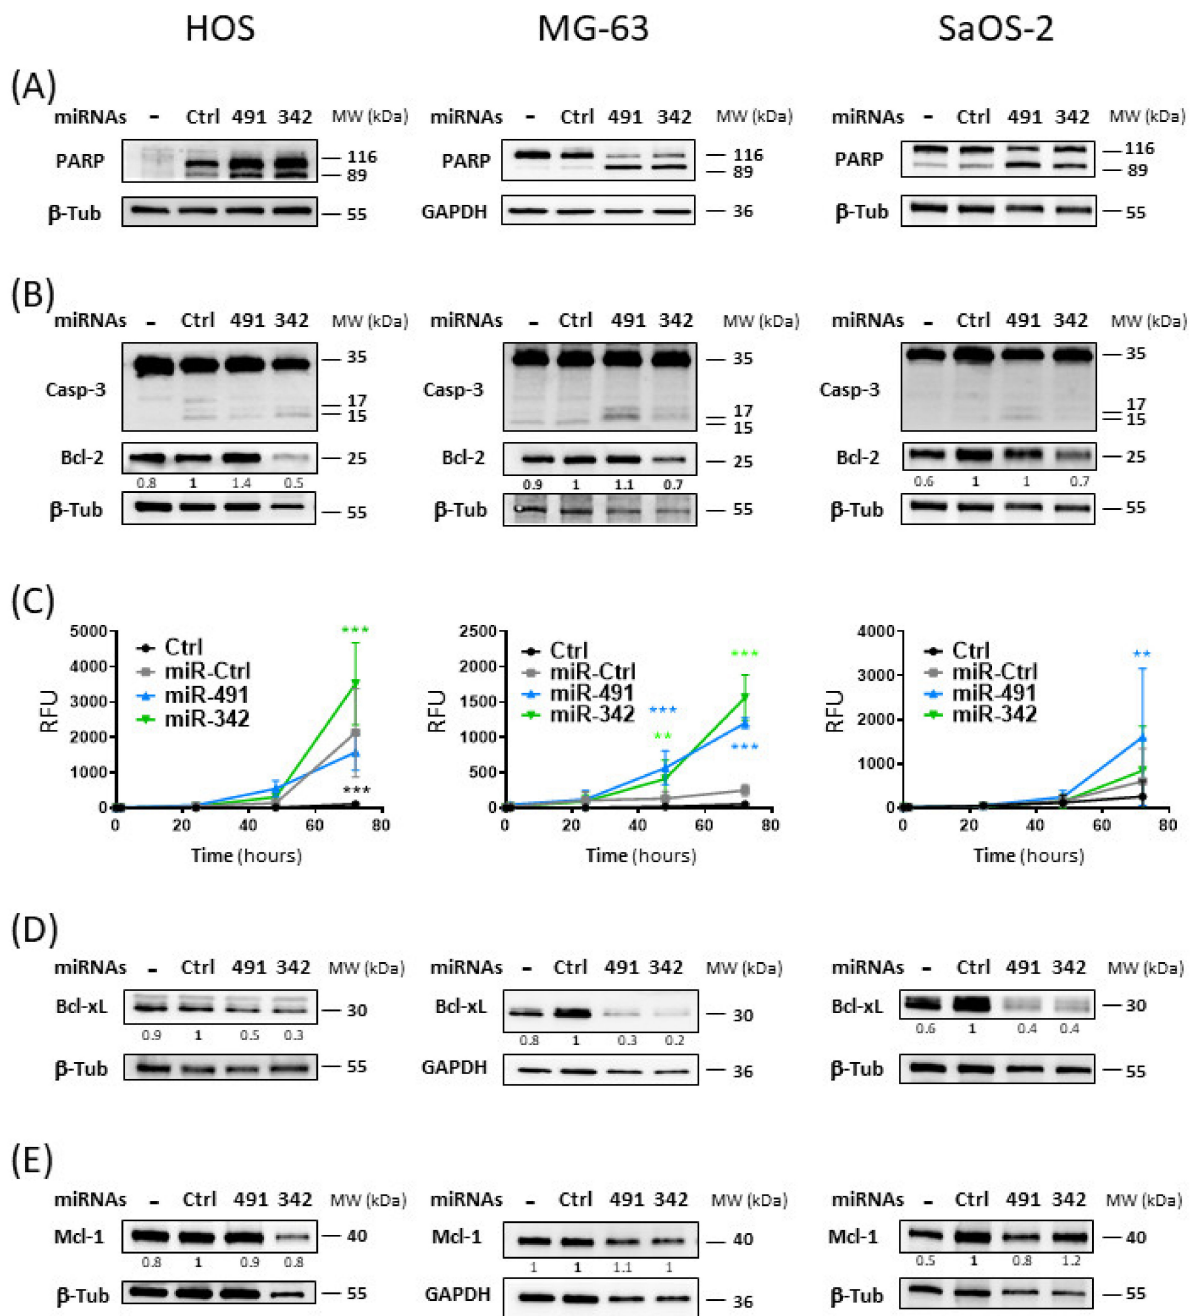 HOS MG-63 SaOS-2
(A)
miRNAs - Ctrl 491 342 MW (kDa) miRNAs - Ctrl 491 342 MW (kDa) miRNAs - Ctrl 491 342 MW (kDa)
PARP 116 PARP 116 PARP 116
89 89 89
β-Tub 55 GAPDH 36 β-Tub 55
(B)
miRNAs - Ctrl 491 342 MW (kDa) miRNAs - Ctrl 491 342 MW (kDa) miRNAs - Ctrl 491 342 MW (kDa)
35 35 35
Casp-3 Casp-3 Casp-3
17 17 17
15 15 15
Bcl-2 25 Bcl-2 25 Bcl-2 25
0.8 1 1.4 0.5 0.9 1 1.1 0.7 0.6 1 1 0.7
β-Tub 55 β-Tub 55 β-Tub 55
(C)
5000 *** Ctrl miR-Ctrl miR-491 miR-342
4000
3000
RFU
2000
1000 ***
0
0 20 40 60 80
Time (hours)
2500 Ctrl miR-Ctrl miR-491 miR-342 ***
2000
1500 *** **
RFU
1000 ***
500
0
0 20 40 60 80
Time (hours)
4000 Ctrl miR-Ctrl miR-491 miR-342 **
3000
RFU
2000
1000
0
0 20 40 60 80
Time (hours)
(D)
miRNAs - Ctrl 491 342 MW (kDa) miRNAs - Ctrl 491 342 MW (kDa) miRNAs - Ctrl 491 342 MW (kDa)
Bcl-xL 30 Bcl-xL 30 Bcl-xL 30
0.9 1 0.5 0.3 0.8 1 0.3 0.2 0.6 1 0.4 0.4
β-Tub 55 GAPDH 36 β-Tub 55
(E)
miRNAs - Ctrl 491 342 MW (kDa) miRNAs - Ctrl 491 342 MW (kDa) miRNAs - Ctrl 491 342 MW (kDa)
Mcl-1 40 Mcl-1 40 Mcl-1 40
0.8 1 0.9 0.8 1 1 1.1 1 0.5 1 0.8 1.2
β-Tub 55 GAPDH 36 β-Tub 55